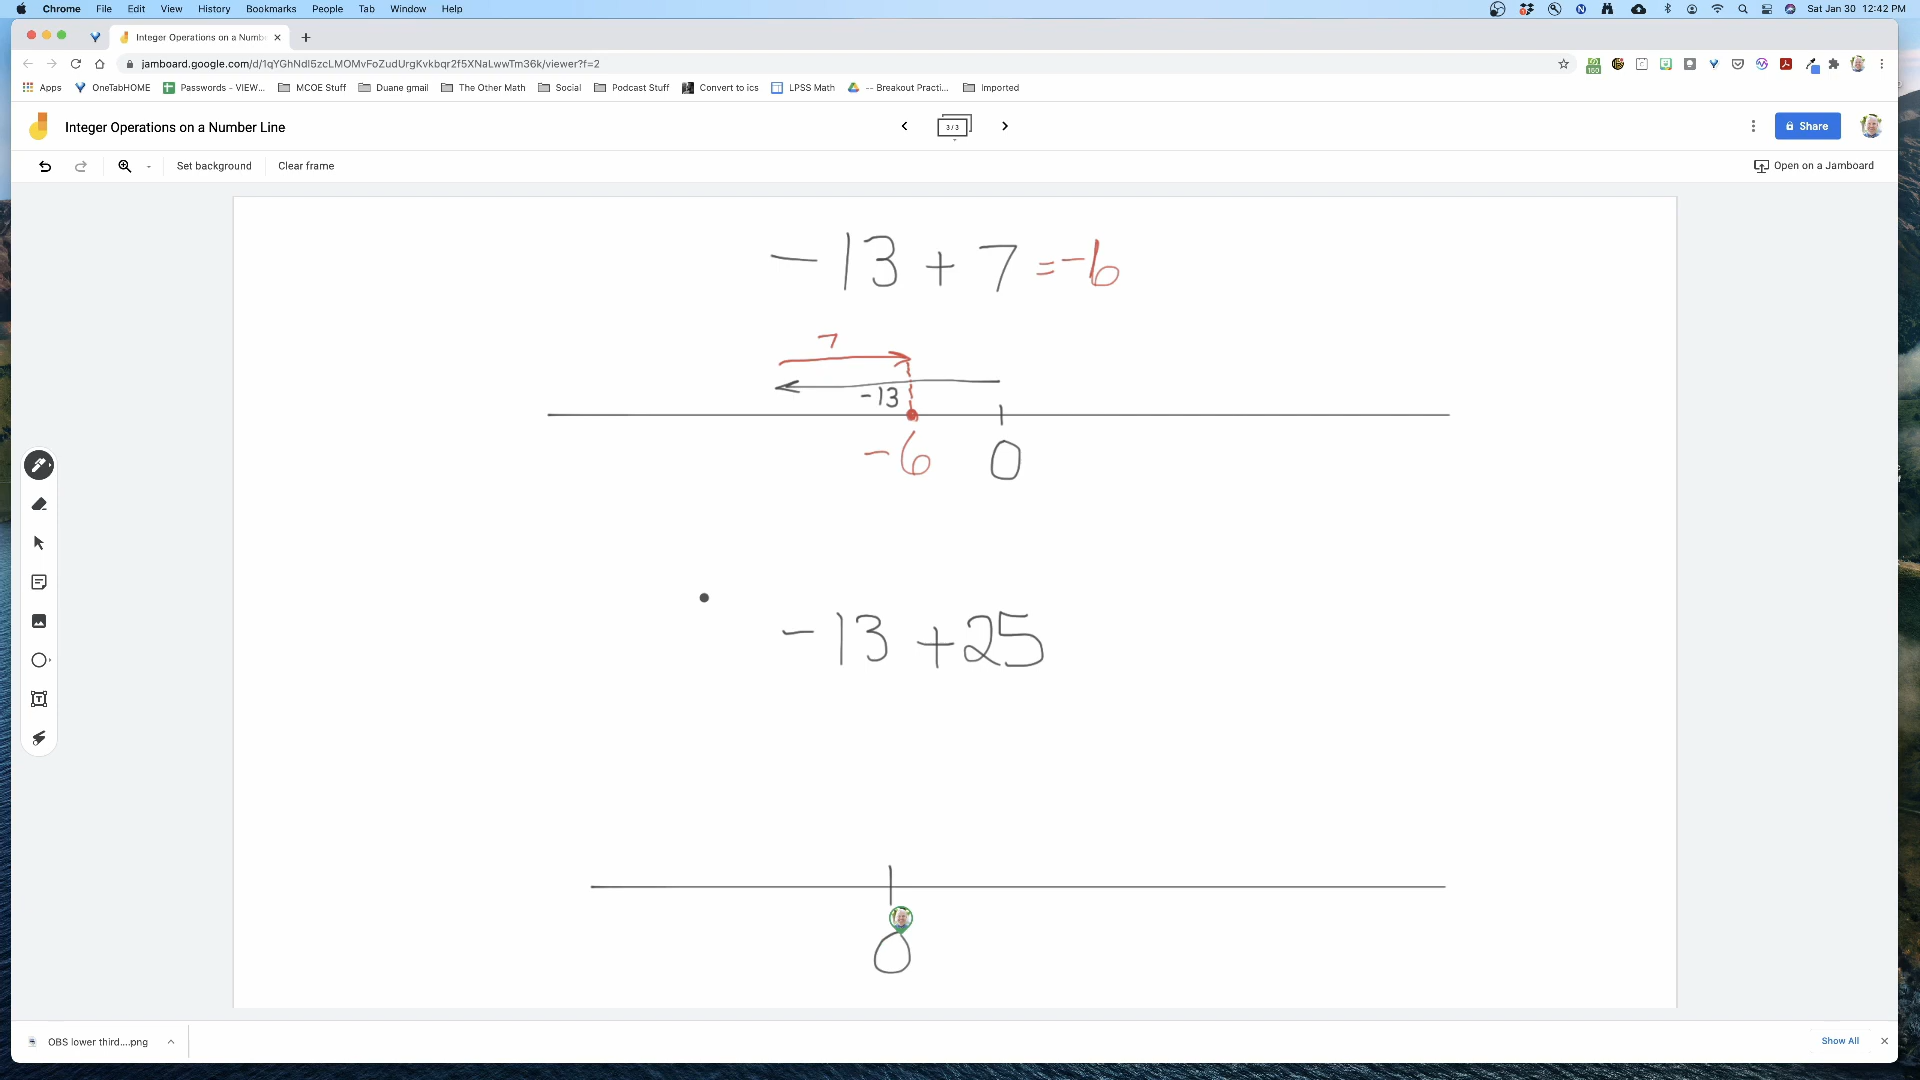 Chrome File Edit View History Bookmarks People Tab Window Help Sat Jan 30 12:42 PM
Integer Operations on a Numb
jamboard.google.com/d/1qYGhNdI5zcLMOMvFoZudUrgKvkbqr2f5XNaLwwTm36k/viewer?f=2
Apps OneTabHOME Passwords - VIEW... MCOE Stuff Duane gmail The Other Math Social Podcast Stuff Convert to ics LPSS Math -- Breakout Practi... Imported
Integer Operations on a Number Line 3 / 3 Share
Set background Clear frame Open on a Jamboard
-13 + 7 = -6
7
-13
-6 0
-13 + 25
0
OBS lower third....png Show All